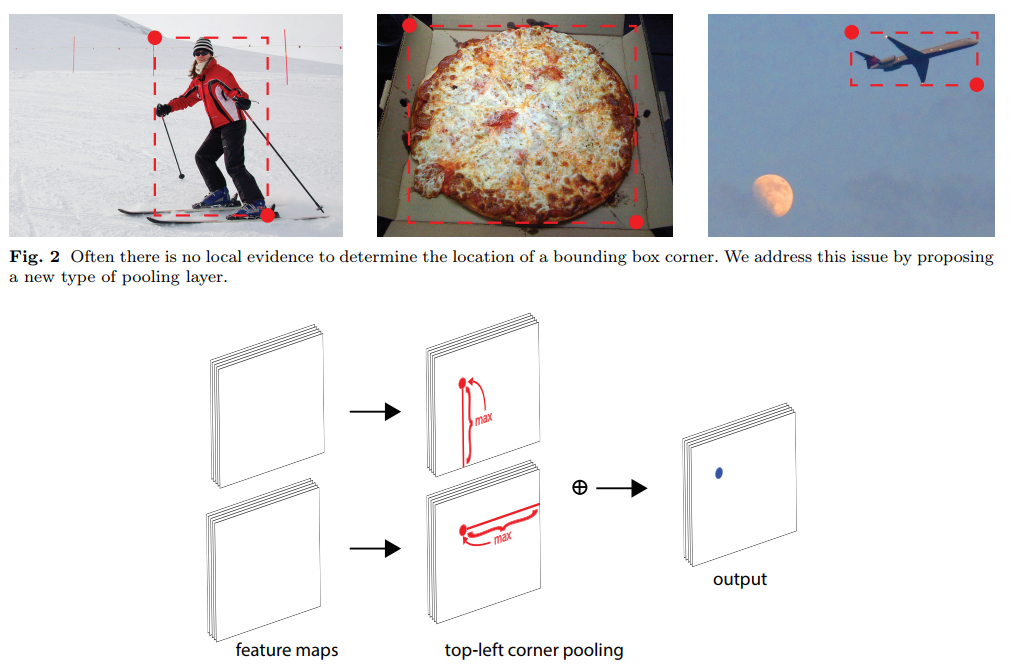 Fig. 2 Often there is no local evidence to determine the location of a bounding box corner. We address this issue by proposing
a new type of pooling layer.
max
max
⊕
output
feature maps
top-left corner pooling